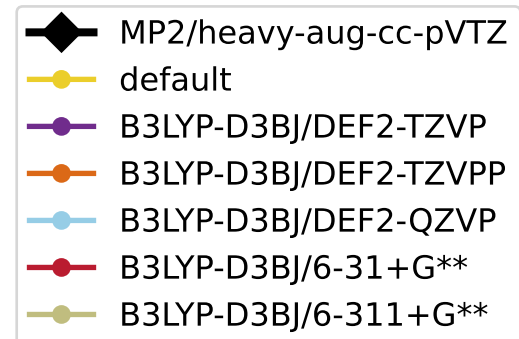 MP2/heavy-aug-cc-pVTZ
default
B3LYP-D3BJ/DEF2-TZVP
B3LYP-D3BJ/DEF2-TZVPP
B3LYP-D3BJ/DEF2-QZVP
B3LYP-D3BJ/6-31+G**
B3LYP-D3BJ/6-311+G**